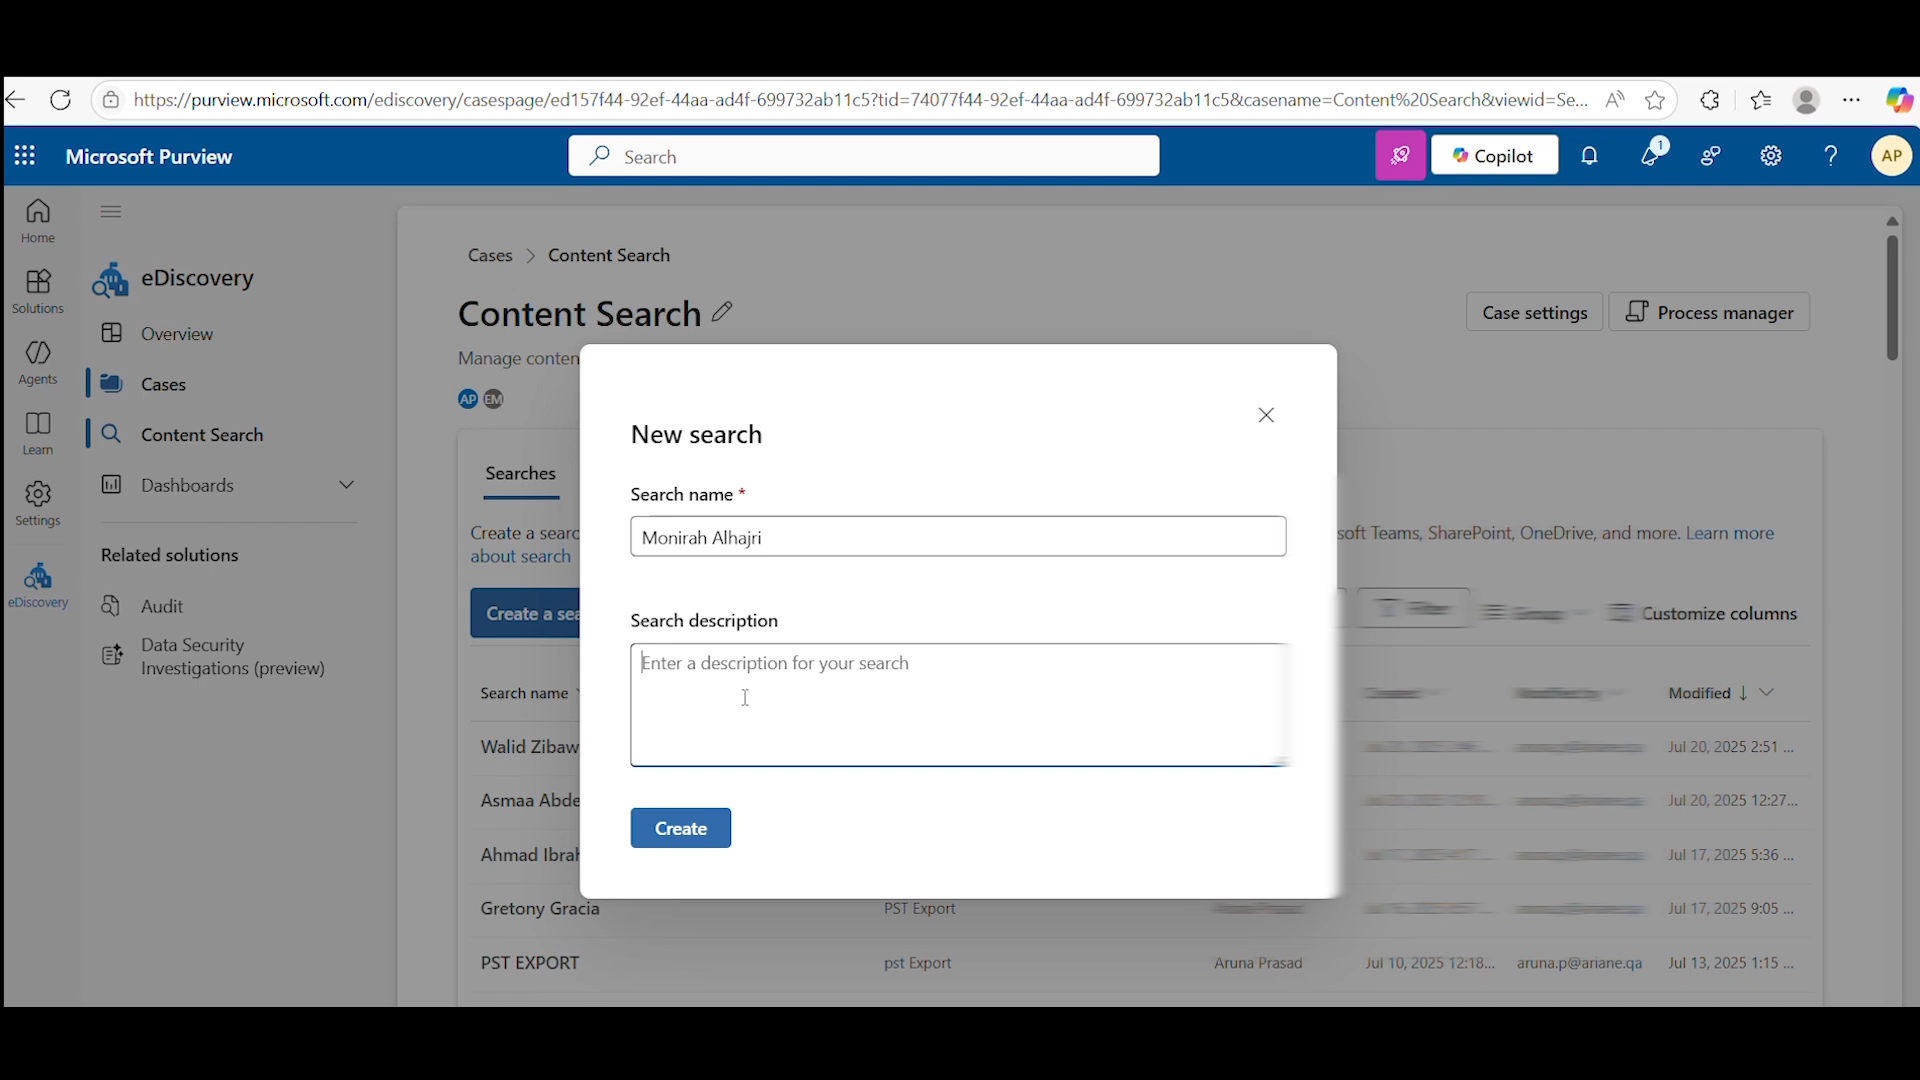 https://purview.microsoft.com/ediscovery/casespage/ed157f44-92ef-44aa-ad4f-699732ab11c5?tid=74077f44-92ef-44aa-ad4f-699732ab11c5&casename=Content%20Search&viewid=Se...
Microsoft Purview
Search
Copilot
1
AP
Home
Solutions
Agents
Learn
Settings
eDiscovery
eDiscovery
Overview
Cases
Content Search
Dashboards
Related solutions
Audit
Data Security
Investigations (preview)
Cases > Content Search
Content Search
Case settings
Process manager
Manage conten
AP EM
Searches
Create a searc
about search
soft Teams, SharePoint, OneDrive, and more. Learn more
Create a sea
Filter
Group
Customize columns
New search
Search name *
Monirah Alhajri
Search description
Enter a description for your search
Create
Search name
Modified
Walid Zibaw
Jul 20, 2025 2:51 ...
Asmaa Abde
Jul 20, 2025 12:27...
Ahmad Ibrah
Jul 17, 2025 5:36 ...
Gretony Gracia
PST Export
Jul 17, 2025 9:05 ...
PST EXPORT
pst Export
Aruna Prasad
Jul 10, 2025 12:18...
aruna.p@ariane.qa
Jul 13, 2025 1:15 ...